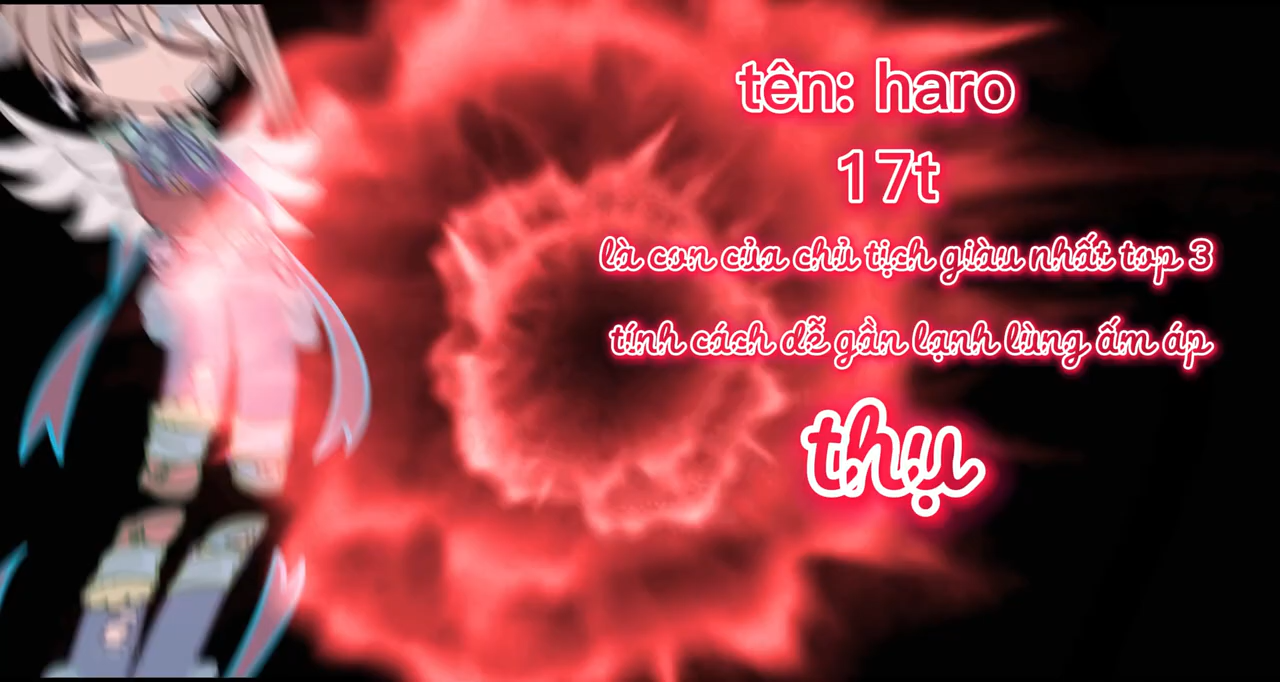 tên: haro
17t
là con của chủ tịch giàu nhất top 3
tính cách dễ gần lạnh lùng ấm áp
thụ